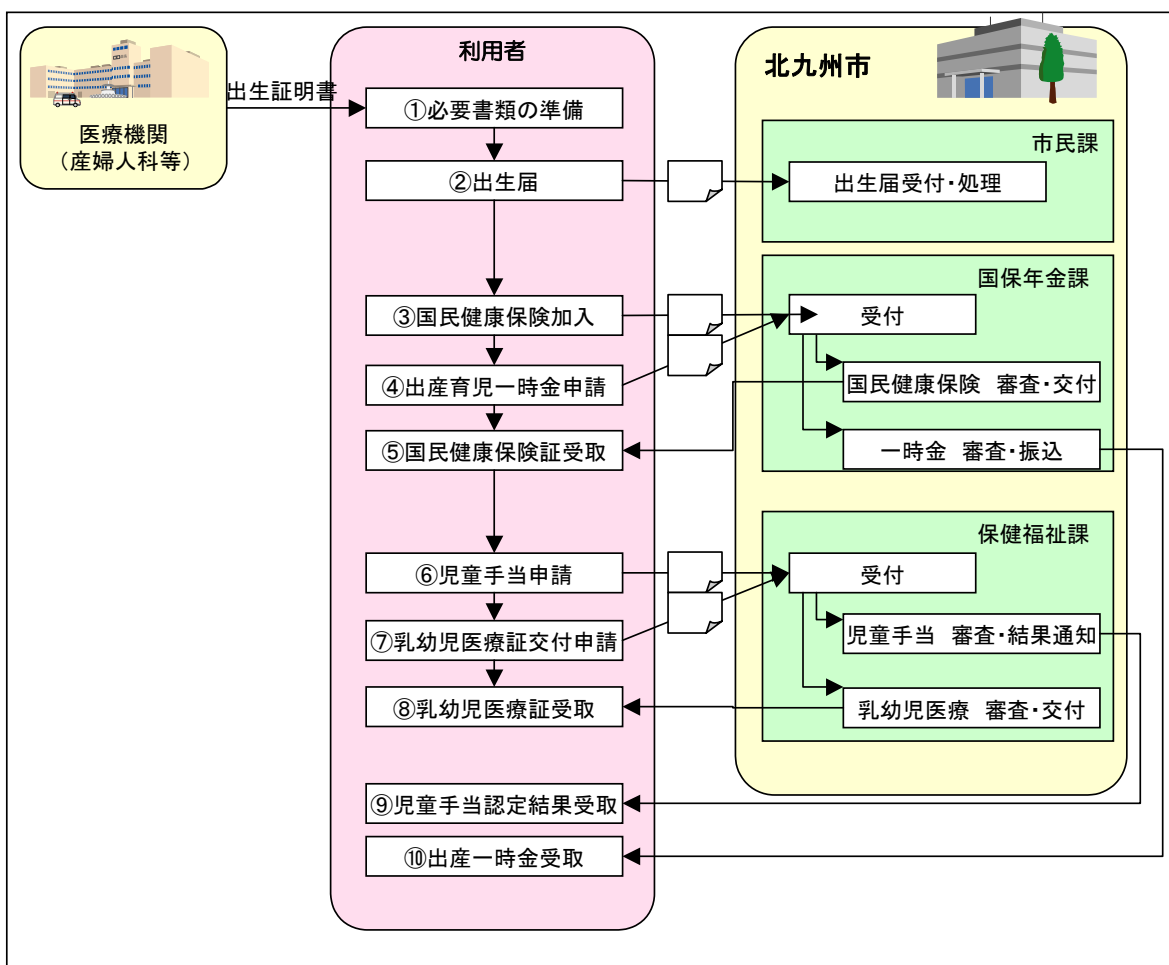 医療機関
（産婦人科等）
出生証明書
利用者
①必要書類の準備
②出生届
③国民健康保険加入
④出産育児一時金申請
⑤国民健康保険証受取
⑥児童手当申請
⑦乳幼児医療証交付申請
⑧乳幼児医療証受取
⑨児童手当認定結果受取
⑩出産一時金受取
北九州市
市民課
出生届受付・処理
国保年金課
受付
国民健康保険　審査・交付
一時金　審査・振込
保健福祉課
受付
児童手当　審査・結果通知
乳幼児医療　審査・交付